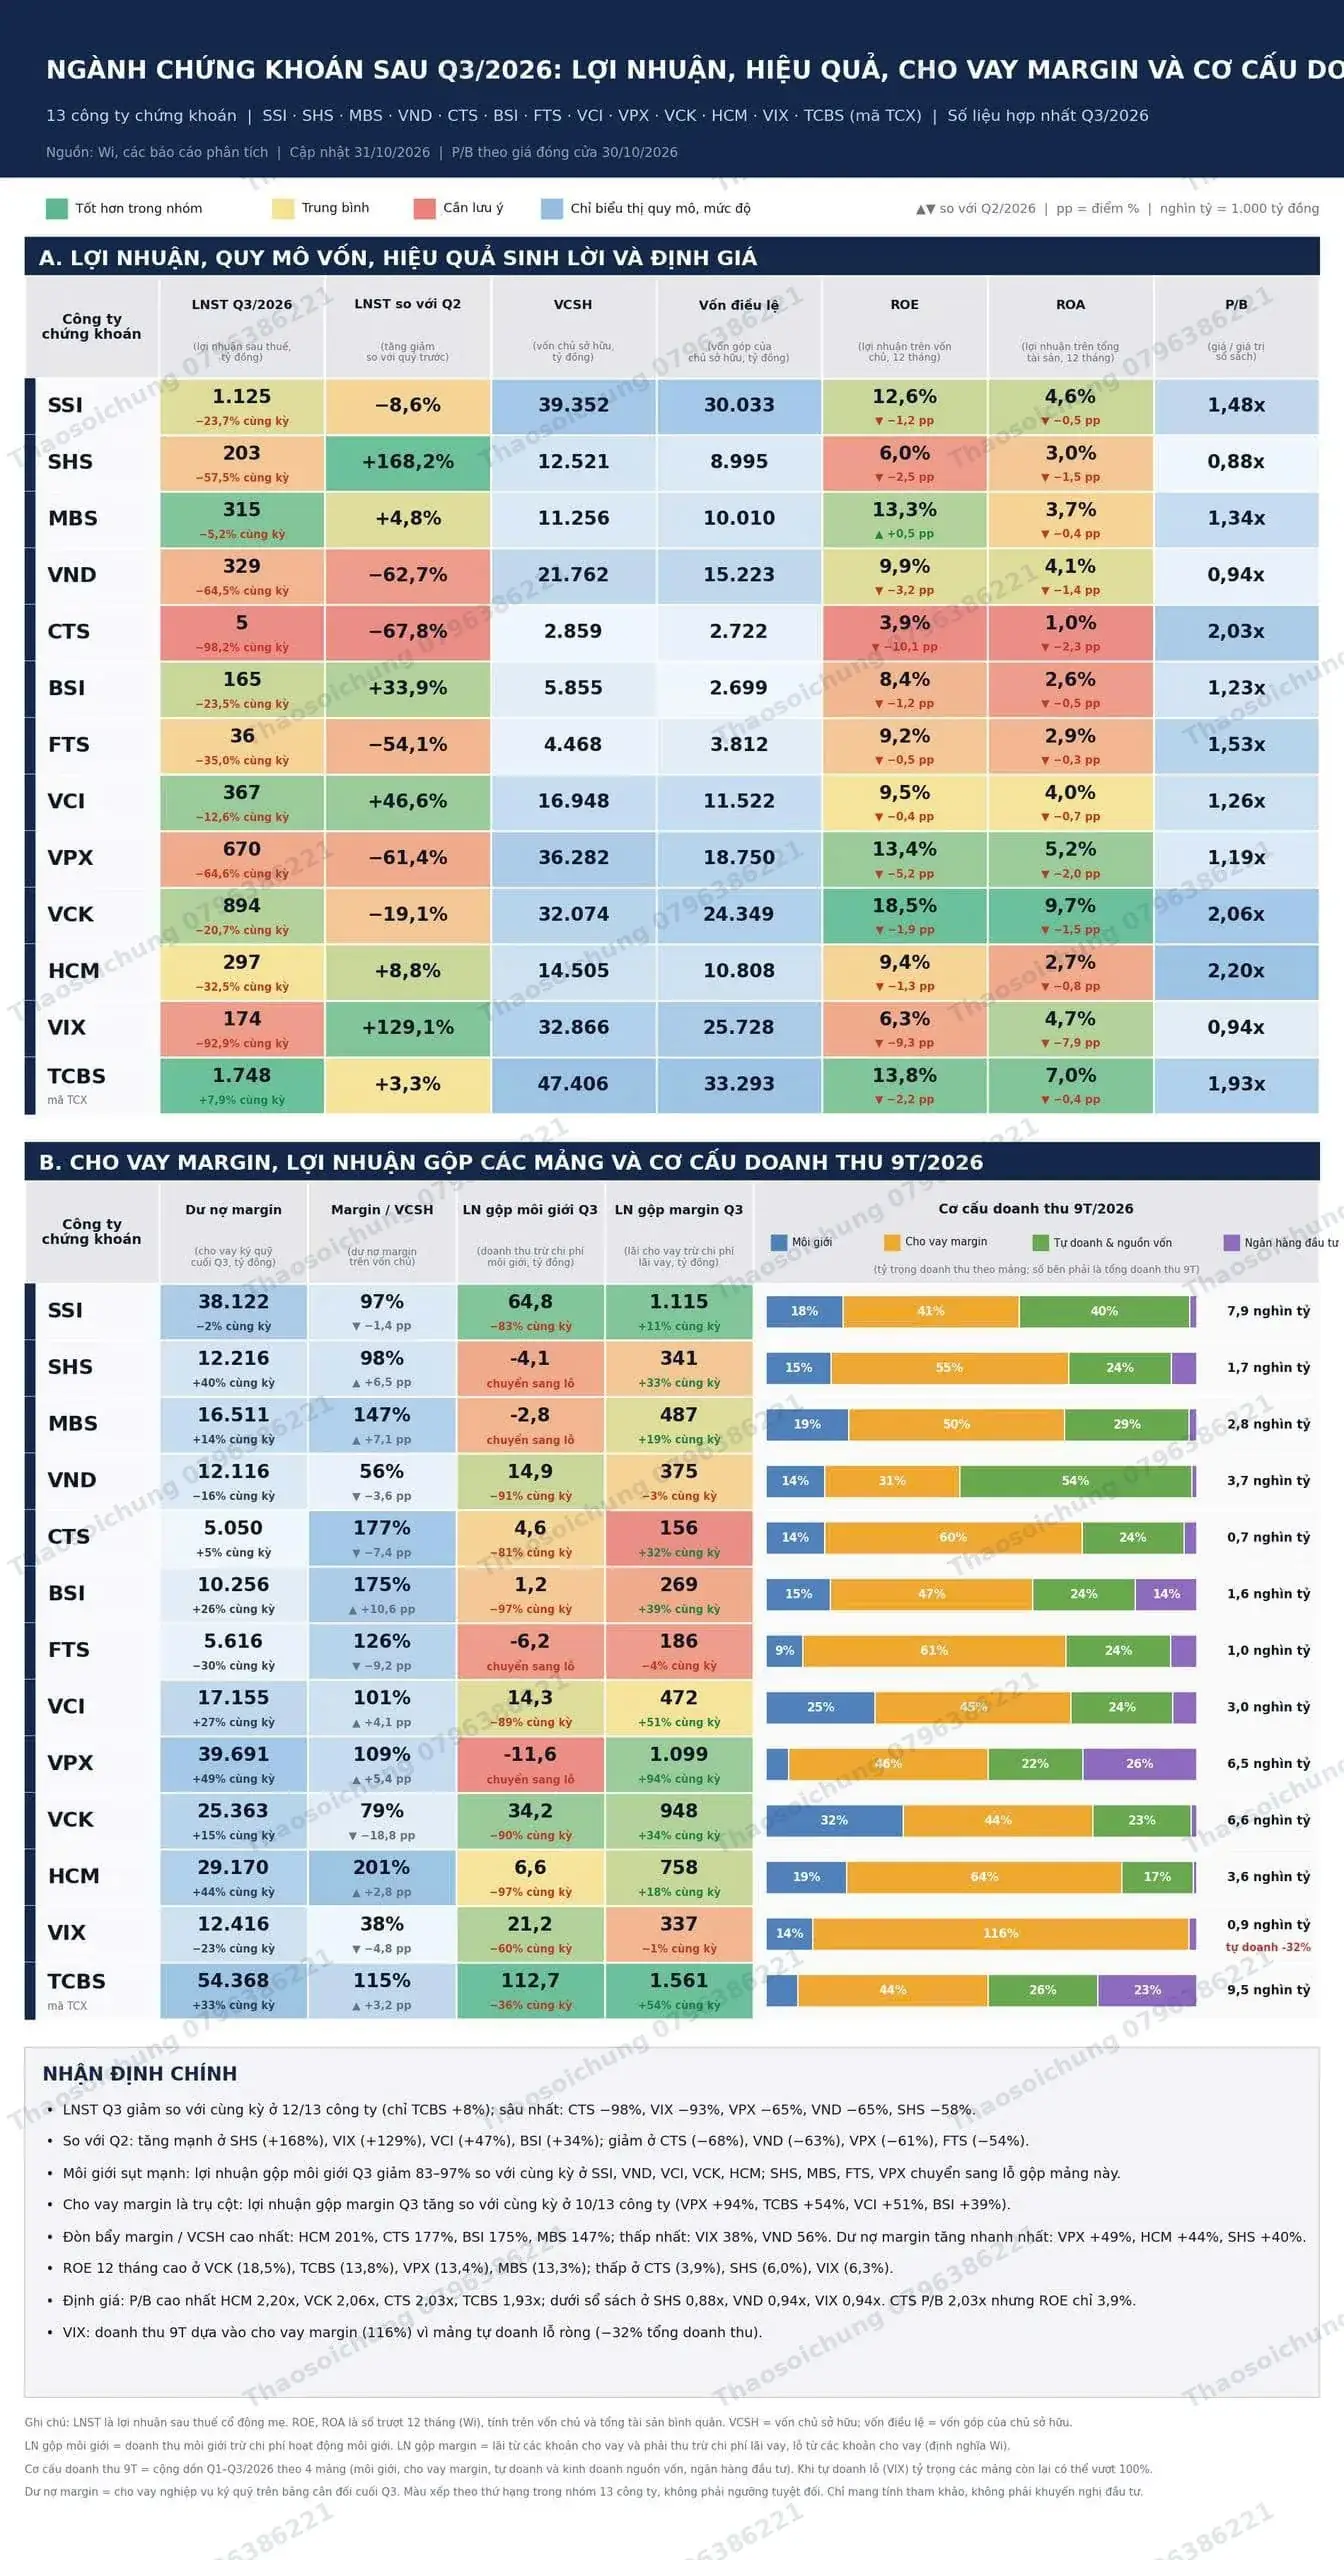 NGÀNH CHỨNG KHOÁN SAU Q3/2026: LỢI NHUẬN, HIỆU QUẢ, CHO VAY MARGIN VÀ CƠ CẤU DO
13 công ty chứng khoán | SSI · SHS · MBS · VND · CTS · BSI · FTS · VCI · VPX · VCK · HCM · VIX · TCBS (mã TCX) | Số liệu hợp nhất Q3/2026
Nguồn: Wi, các báo cáo phân tích | Cập nhật 31/10/2026 | P/B theo giá đóng cửa 30/10/2026
Tốt hơn trong nhóm Trung bình Cần lưu ý Chỉ biểu thị quy mô, mức độ ▲▼ so với Q2/2026 | pp = điểm % | nghìn tỷ = 1.000 tỷ đồng
A. LỢI NHUẬN, QUY MÔ VỐN, HIỆU QUẢ SINH LỜI VÀ ĐỊNH GIÁ
Công ty chứng khoán
LNST Q3/2026 LNST so với Q2 VCSH Vốn điều lệ ROE ROA P/B
(lợi nhuận sau thuế, (tăng giảm (vốn chủ sở hữu, (vốn góp của (lợi nhuận trên vốn (lợi nhuận trên tổng (giá / giá trị
tỷ đồng) so với quý trước) tỷ đồng) chủ sở hữu, tỷ đồng) chủ, 12 tháng) tài sản, 12 tháng) sổ sách)
SSI 1.125 −8,6% 39.352 30.033 12,6% 4,6% 1,48x
−23,7% cùng kỳ ▼ −1,2 pp ▼ −0,5 pp
SHS 203 +168,2% 12.521 8.995 6,0% 3,0% 0,88x
−57,5% cùng kỳ ▼ −2,5 pp ▼ −1,5 pp
MBS 315 +4,8% 11.256 10.010 13,3% 3,7% 1,34x
−5,2% cùng kỳ ▲ +0,5 pp ▼ −0,4 pp
VND 329 −62,7% 21.762 15.223 9,9% 4,1% 0,94x
−64,5% cùng kỳ ▼ −3,2 pp ▼ −1,4 pp
CTS 5 −67,8% 2.859 2.722 3,9% 1,0% 2,03x
−98,2% cùng kỳ ▼ −10,1 pp ▼ −2,3 pp
BSI 165 +33,9% 5.855 2.699 8,4% 2,6% 1,23x
−23,5% cùng kỳ ▼ −1,2 pp ▼ −0,5 pp
FTS 36 −54,1% 4.468 3.812 9,2% 2,9% 1,53x
−35,0% cùng kỳ ▼ −0,5 pp ▼ −0,3 pp
VCI 367 +46,6% 16.948 11.522 9,5% 4,0% 1,26x
−12,6% cùng kỳ ▼ −0,4 pp ▼ −0,7 pp
VPX 670 −61,4% 36.282 18.750 13,4% 5,2% 1,19x
−64,6% cùng kỳ ▼ −5,2 pp ▼ −2,0 pp
VCK 894 −19,1% 32.074 24.349 18,5% 9,7% 2,06x
−20,7% cùng kỳ ▼ −1,9 pp ▼ −1,5 pp
HCM 297 +8,8% 14.505 10.808 9,4% 2,7% 2,20x
−32,5% cùng kỳ ▼ −1,3 pp ▼ −0,8 pp
VIX 174 +129,1% 32.866 25.728 6,3% 4,7% 0,94x
−92,9% cùng kỳ ▼ −9,3 pp ▼ −7,9 pp
TCBS 1.748 +3,3% 47.406 33.293 13,8% 7,0% 1,93x
mã TCX +7,9% cùng kỳ ▼ −2,2 pp ▼ −0,4 pp
B. CHO VAY MARGIN, LỢI NHUẬN GỘP CÁC MẢNG VÀ CƠ CẤU DOANH THU 9T/2026
Công ty chứng khoán
Dư nợ margin Margin / VCSH LN gộp môi giới Q3 LN gộp margin Q3 Cơ cấu doanh thu 9T/2026
Môi giới Cho vay margin Tự doanh & nguồn vốn Ngân hàng đầu tư
(cho vay ký quỹ (dư nợ margin (doanh thu trừ chi phí (lãi cho vay trừ chi phí
cuối Q3, tỷ đồng) trên vốn chủ) môi giới, tỷ đồng) lãi vay, tỷ đồng) (tỷ trọng doanh thu theo mảng; số bên phải là tổng doanh thu 9T)
SSI 38.122 97% 64,8 1.115 18% 41% 40% 7,9 nghìn tỷ
−2% cùng kỳ ▼ −1,4 pp −83% cùng kỳ +11% cùng kỳ
SHS 12.216 98% -4,1 341 15% 55% 24% 1,7 nghìn tỷ
+40% cùng kỳ ▲ +6,5 pp chuyển sang lỗ +33% cùng kỳ
MBS 16.511 147% -2,8 487 19% 50% 29% 2,8 nghìn tỷ
+14% cùng kỳ ▲ +7,1 pp chuyển sang lỗ +19% cùng kỳ
VND 12.116 56% 14,9 375 14% 31% 54% 3,7 nghìn tỷ
−16% cùng kỳ ▼ −3,6 pp −91% cùng kỳ −3% cùng kỳ
CTS 5.050 177% 4,6 156 14% 60% 24% 0,7 nghìn tỷ
+5% cùng kỳ ▼ −7,4 pp −81% cùng kỳ +32% cùng kỳ
BSI 10.256 175% 1,2 269 15% 47% 24% 14% 1,6 nghìn tỷ
+26% cùng kỳ ▲ +10,6 pp −97% cùng kỳ +39% cùng kỳ
FTS 5.616 126% -6,2 186 9% 61% 24% 1,0 nghìn tỷ
−30% cùng kỳ ▼ −9,2 pp chuyển sang lỗ −4% cùng kỳ
VCI 17.155 101% 14,3 472 25% 45% 24% 3,0 nghìn tỷ
+27% cùng kỳ ▲ +4,1 pp −89% cùng kỳ +51% cùng kỳ
VPX 39.691 109% -11,6 1.099 46% 22% 26% 6,5 nghìn tỷ
+49% cùng kỳ ▲ +5,4 pp chuyển sang lỗ +94% cùng kỳ
VCK 25.363 79% 34,2 948 32% 44% 23% 6,6 nghìn tỷ
+15% cùng kỳ ▼ −18,8 pp −90% cùng kỳ +34% cùng kỳ
HCM 29.170 201% 6,6 758 19% 64% 17% 3,6 nghìn tỷ
+44% cùng kỳ ▲ +2,8 pp −97% cùng kỳ +18% cùng kỳ
VIX 12.416 38% 21,2 337 14% 116% 0,9 nghìn tỷ
−23% cùng kỳ ▼ −4,8 pp −60% cùng kỳ −1% cùng kỳ tự doanh -32%
TCBS 54.368 115% 112,7 1.561 44% 26% 23% 9,5 nghìn tỷ
mã TCX +33% cùng kỳ ▲ +3,2 pp −36% cùng kỳ +54% cùng kỳ
NHẬN ĐỊNH CHÍNH
• LNST Q3 giảm so với cùng kỳ ở 12/13 công ty (chỉ TCBS +8%); sâu nhất: CTS −98%, VIX −93%, VPX −65%, VND −65%, SHS −58%.
• So với Q2: tăng mạnh ở SHS (+168%), VIX (+129%), VCI (+47%), BSI (+34%); giảm ở CTS (−68%), VND (−63%), VPX (−61%), FTS (−54%).
• Môi giới sụt mạnh: lợi nhuận gộp môi giới Q3 giảm 83–97% so với cùng kỳ ở SSI, VND, VCI, VCK, HCM; SHS, MBS, FTS, VPX chuyển sang lỗ gộp mảng này.
• Cho vay margin là trụ cột: lợi nhuận gộp margin Q3 tăng so với cùng kỳ ở 10/13 công ty (VPX +94%, TCBS +54%, VCI +51%, BSI +39%).
• Đòn bẩy margin / VCSH cao nhất: HCM 201%, CTS 177%, BSI 175%, MBS 147%; thấp nhất: VIX 38%, VND 56%. Dư nợ margin tăng nhanh nhất: VPX +49%, HCM +44%, SHS +40%.
• ROE 12 tháng cao ở VCK (18,5%), TCBS (13,8%), VPX (13,4%), MBS (13,3%); thấp ở CTS (3,9%), SHS (6,0%), VIX (6,3%).
• Định giá: P/B cao nhất HCM 2,20x, VCK 2,06x, CTS 2,03x, TCBS 1,93x; dưới sổ sách ở SHS 0,88x, VND 0,94x, VIX 0,94x. CTS P/B 2,03x nhưng ROE chỉ 3,9%.
• VIX: doanh thu 9T dựa vào cho vay margin (116%) vì mảng tự doanh lỗ ròng (−32% tổng doanh thu).
Ghi chú: LNST là lợi nhuận sau thuế cổ đông mẹ. ROE, ROA là số trượt 12 tháng (Wi), tính trên vốn chủ và tổng tài sản bình quân. VCSH = vốn chủ sở hữu; vốn điều lệ = vốn góp của chủ sở hữu.
LN gộp môi giới = doanh thu môi giới trừ chi phí hoạt động môi giới. LN gộp margin = lãi từ các khoản cho vay và phải thu trừ chi phí lãi vay, lỗ từ các khoản cho vay (định nghĩa Wi).
Cơ cấu doanh thu 9T = cộng dồn Q1–Q3/2026 theo 4 mảng (môi giới, cho vay margin, tự doanh và kinh doanh nguồn vốn, ngân hàng đầu tư). Khi tự doanh lỗ (VIX) tỷ trọng các mảng còn lại có thể vượt 100%.
Dư nợ margin = cho vay nghiệp vụ ký quỹ trên bảng cân đối cuối Q3. Màu xếp theo thứ hạng trong nhóm 13 công ty, không phải ngưỡng tuyệt đối. Chỉ mang tính tham khảo, không phải khuyến nghị đầu tư.
Thaosoichung 0796386221